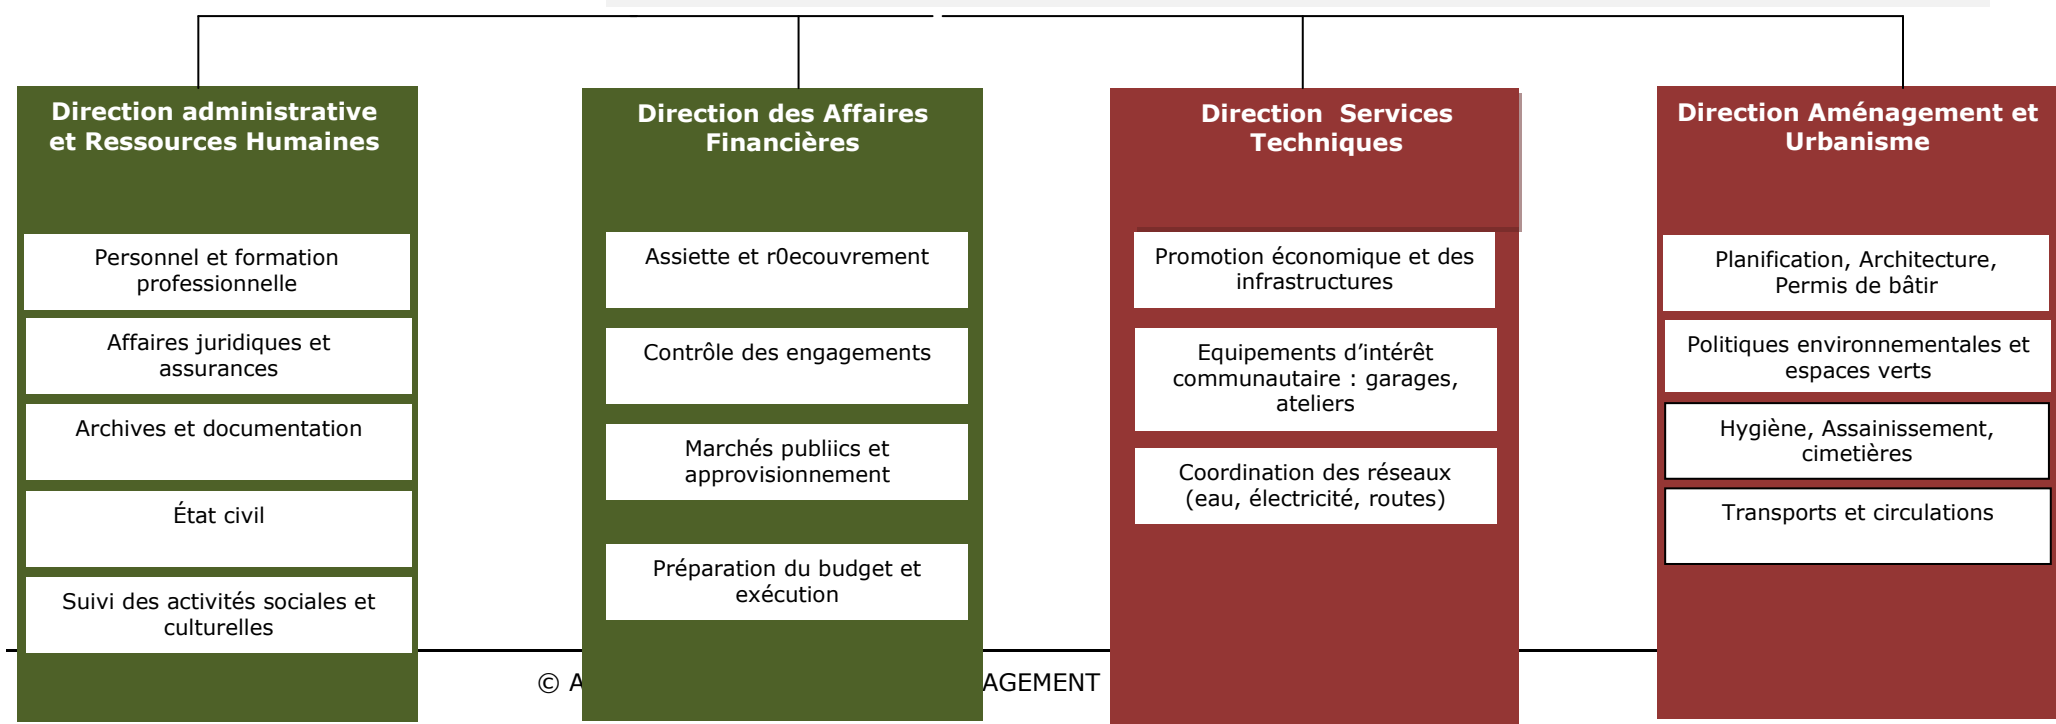 Direction administrative
et Ressources Humaines
Personnel et formation
professionnelle
Affaires juridiques et
assurances
Archives et documentation
État civil
Suivi des activités sociales et
culturelles
Direction des Affaires
Financières
Assiette et r0ecouvrement
Contrôle des engagements
Marchés publiics et
approvisionnement
Préparation du budget et
exécution
Direction  Services
Techniques
Promotion économique et des
infrastructures
Equipements d’intérêt
communautaire : garages,
ateliers
Coordination des réseaux
(eau, électricité, routes)
Direction Aménagement et
Urbanisme
Planification, Architecture,
Permis de bâtir
Politiques environnementales et
espaces verts
Hygiène, Assainissement,
cimetières
Transports et circulations
© A AGEMENT